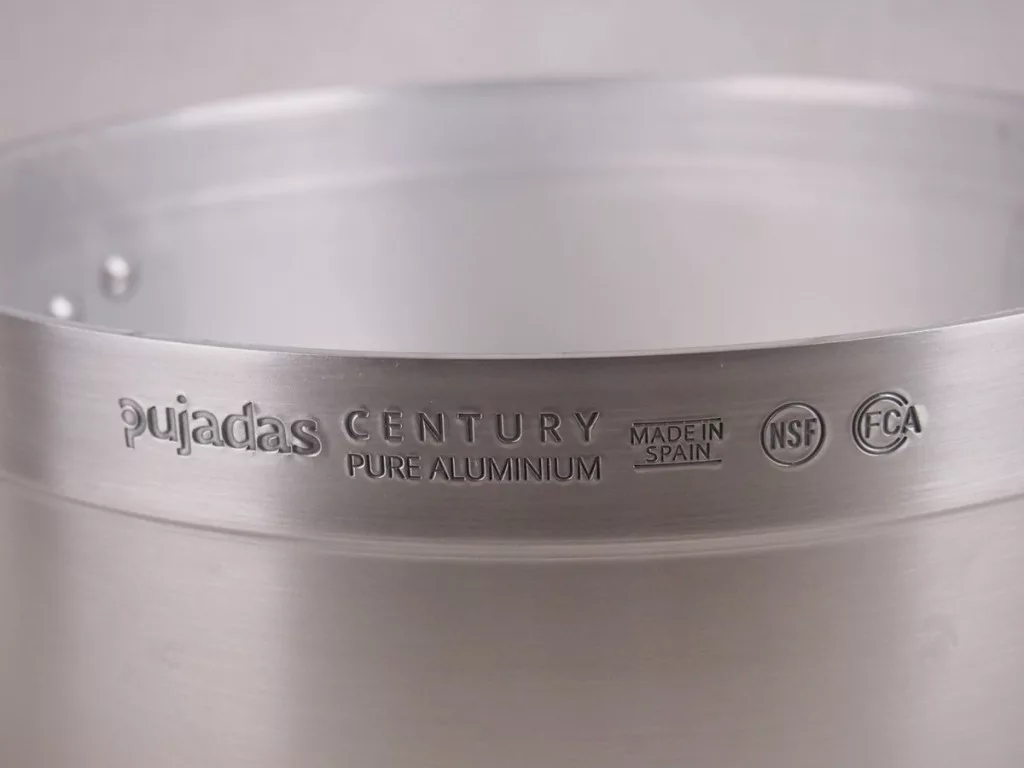 pujadas
CENTURY
PURE ALUMINIUM
MADE IN
SPAIN
NSF
FCA